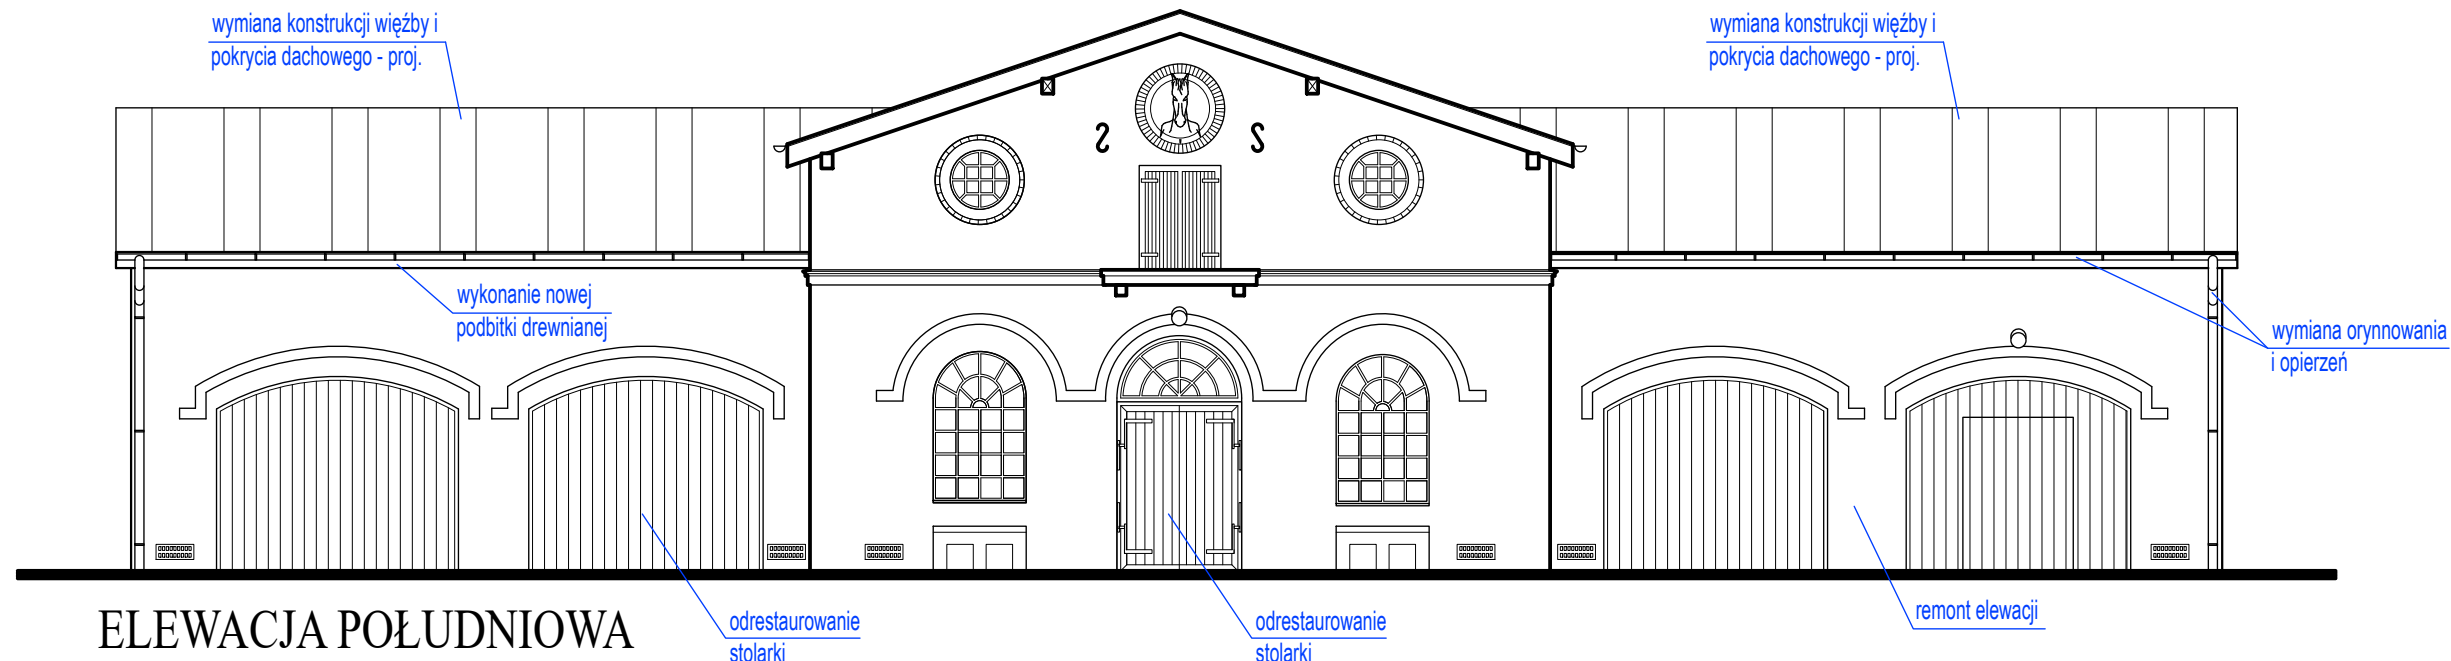 wymiana konstrukcji więźby i
pokrycia dachowego - proj.
wymiana konstrukcji więźby i
pokrycia dachowego - proj.
wykonanie nowej
podbitki drewnianej
wymiana orynnowania
i opierzeń
odrestaurowanie
stolarki
odrestaurowanie
stolarki
remont elewacji
ELEWACJA POŁUDNIOWA